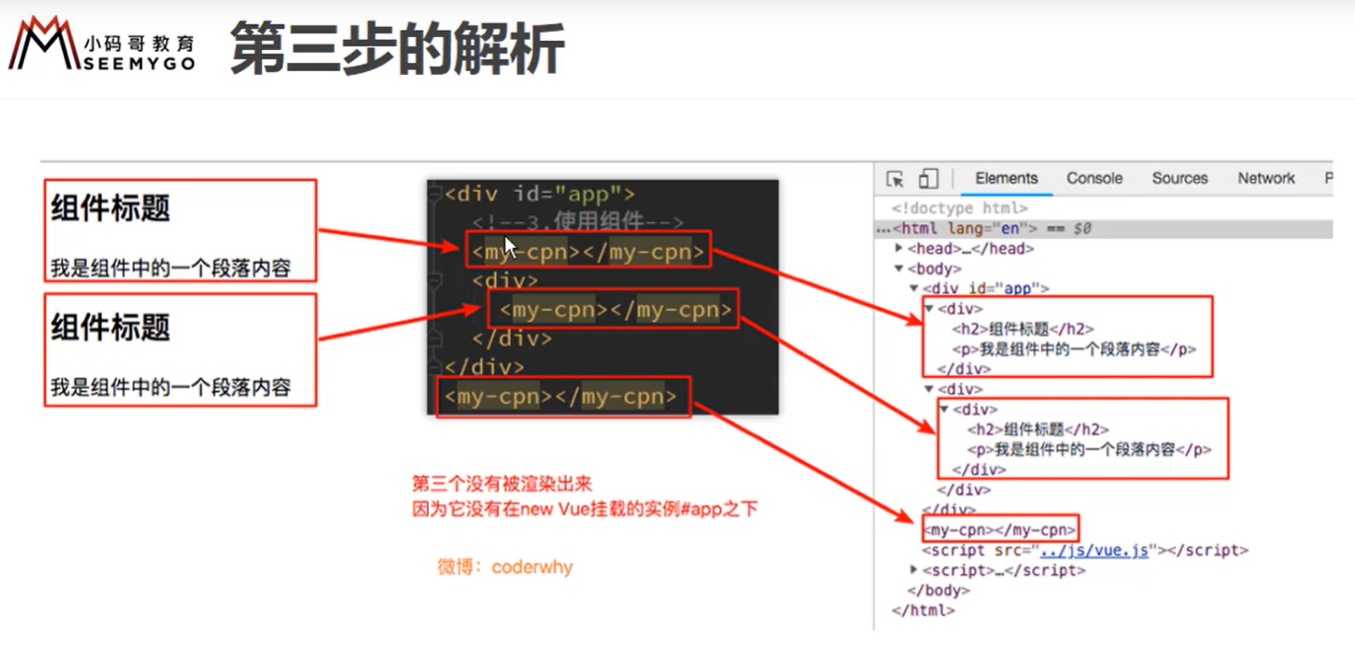 小码哥教育
SEEMYGO
第三步的解析
组件标题
我是组件中的一个段落内容
组件标题
我是组件中的一个段落内容
<div id="app">
<!--3.使用组件-->
<my-cpn></my-cpn>
<div>
<my-cpn></my-cpn>
</div>
</div>
<my-cpn></my-cpn>
第三个没有被渲染出来
因为它没有在new Vue挂载的实例#app之下
微博：coderwhy
Elements Console Sources Network P
<!doctype html>
…<html lang="en"> == $0
<head>…</head>
<body>
<div id="app">
<div>
<h2>组件标题</h2>
<p>我是组件中的一个段落内容</p>
</div>
<div>
<div>
<h2>组件标题</h2>
<p>我是组件中的一个段落内容</p>
</div>
</div>
</div>
<my-cpn></my-cpn>
<script src="../js/vue.js"></script>
<script>…</script>
</body>
</html>